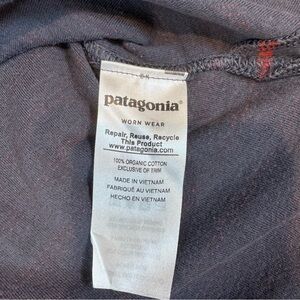 patagonia®
WORN WEAR
Repair, Reuse, Recycle
This Product
www.patagonia.com
100% ORGANIC COTTON
EXCLUSIVE OF TRIM
MADE IN VIETNAM
FABRIQUÉ AU VIETNAM
HECHO EN VIETNAM